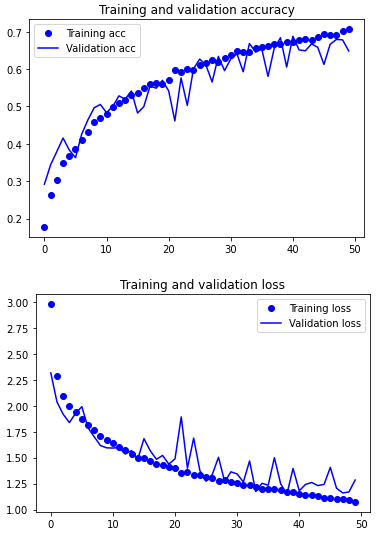 Training and validation accuracy
Training acc
Validation acc
0.7
0.6
0.5
0.4
0.3
0.2
0 10 20 30 40 50
Training and validation loss
Training loss
Validation loss
3.00
2.75
2.50
2.25
2.00
1.75
1.50
1.25
1.00
0 10 20 30 40 50